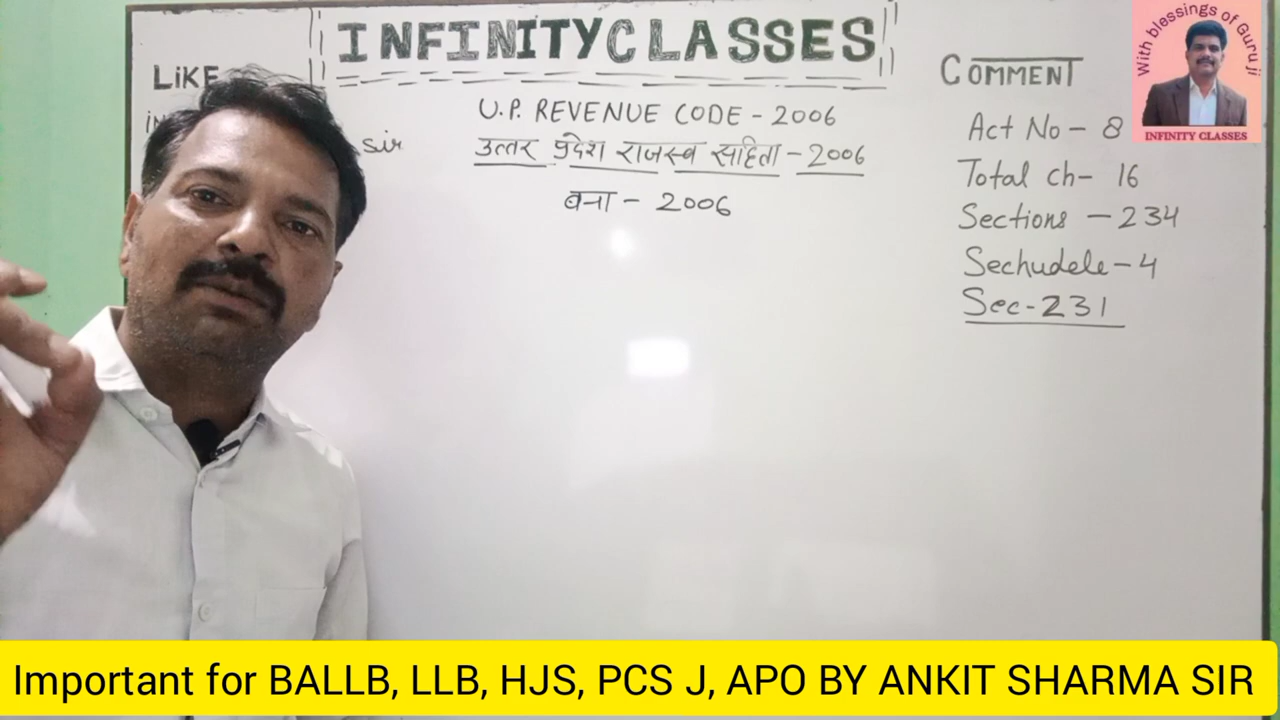 INFINITY CLASSES
LiKE
sir
U.P. REVENUE CODE - 2006
उत्तर प्रदेश राजस्व सहिता - 2006
बना - 2006
COMMENT
Act No - 8
Total ch- 16
Sections - 234
Sechudele - 4
Sec - 231
With blessings of Guru ji
INFINITY CLASSES
Important for BALLB, LLB, HJS, PCS J, APO BY ANKIT SHARMA SIR